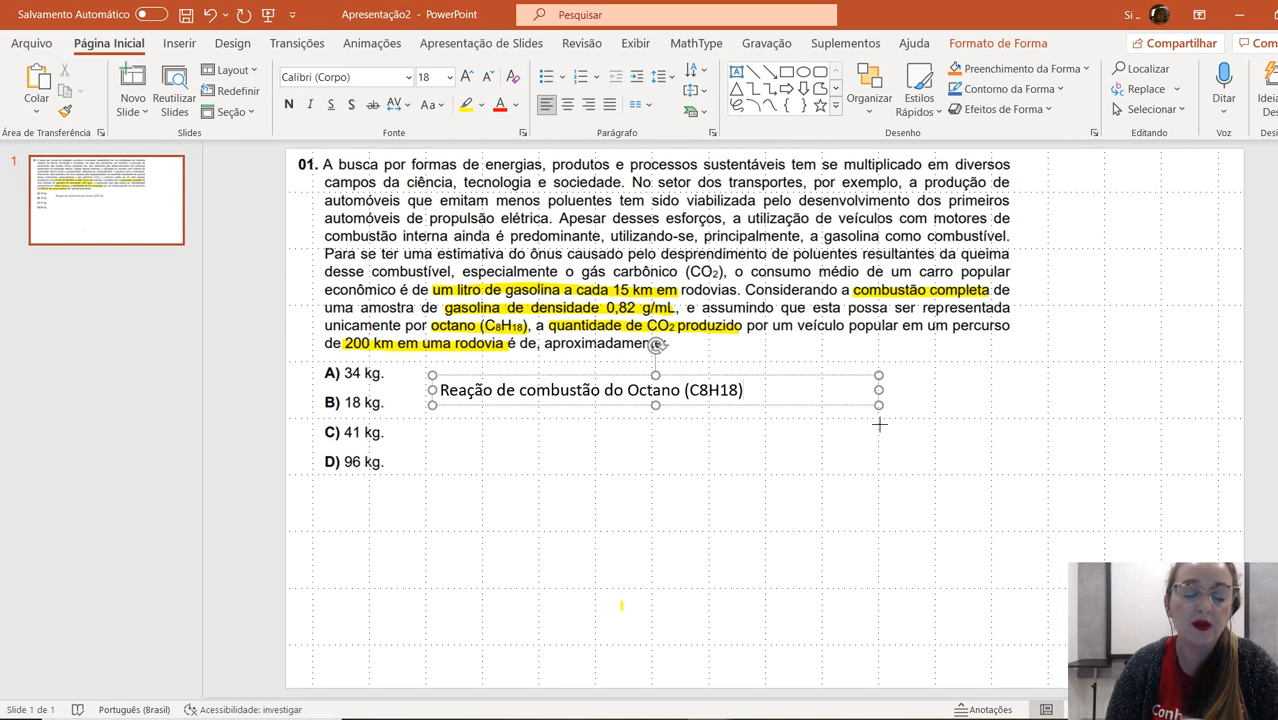 Salvamento Automático
Apresentação2 - PowerPoint
Pesquisar
Si ..
Arquivo
Página Inicial
Inserir
Design
Transições
Animações
Apresentação de Slides
Revisão
Exibir
MathType
Gravação
Suplementos
Ajuda
Formato de Forma
Compartilhar
Colar
Novo Slide
Reutilizar Slides
Layout
Redefinir
Seção
Calibri (Corpo)
18
Organizar
Estilos Rápidos
Preenchimento da Forma
Contorno da Forma
Efeitos de Forma
Localizar
Replace
Selecionar
Ditar
Área de Transferência
Slides
Fonte
Parágrafo
Desenho
Editando
Voz
1
01. A busca por formas de energias, produtos e processos sustentáveis tem se multiplicado em diversos
campos da ciência, tecnologia e sociedade. No setor dos transportes, por exemplo, a produção de
automóveis que emitam menos poluentes tem sido viabilizada pelo desenvolvimento dos primeiros
automóveis de propulsão elétrica. Apesar desses esforços, a utilização de veículos com motores de
combustão interna ainda é predominante, utilizando-se, principalmente, a gasolina como combustível.
Para se ter uma estimativa do ônus causado pelo desprendimento de poluentes resultantes da queima
desse combustível, especialmente o gás carbônico (CO₂), o consumo médio de um carro popular
econômico é de um litro de gasolina a cada 15 km em rodovias. Considerando a combustão completa de
uma amostra de gasolina de densidade 0,82 g/mL, e assumindo que esta possa ser representada
unicamente por octano (C₈H₁₈), a quantidade de CO₂ produzido por um veículo popular em um percurso
de 200 km em uma rodovia é de, aproximadamente:
A) 34 kg.
B) 18 kg.
C) 41 kg.
D) 96 kg.
Reação de combustão do Octano (C8H18)
Slide 1 de 1
Português (Brasil)
Acessibilidade: investigar
Anotações